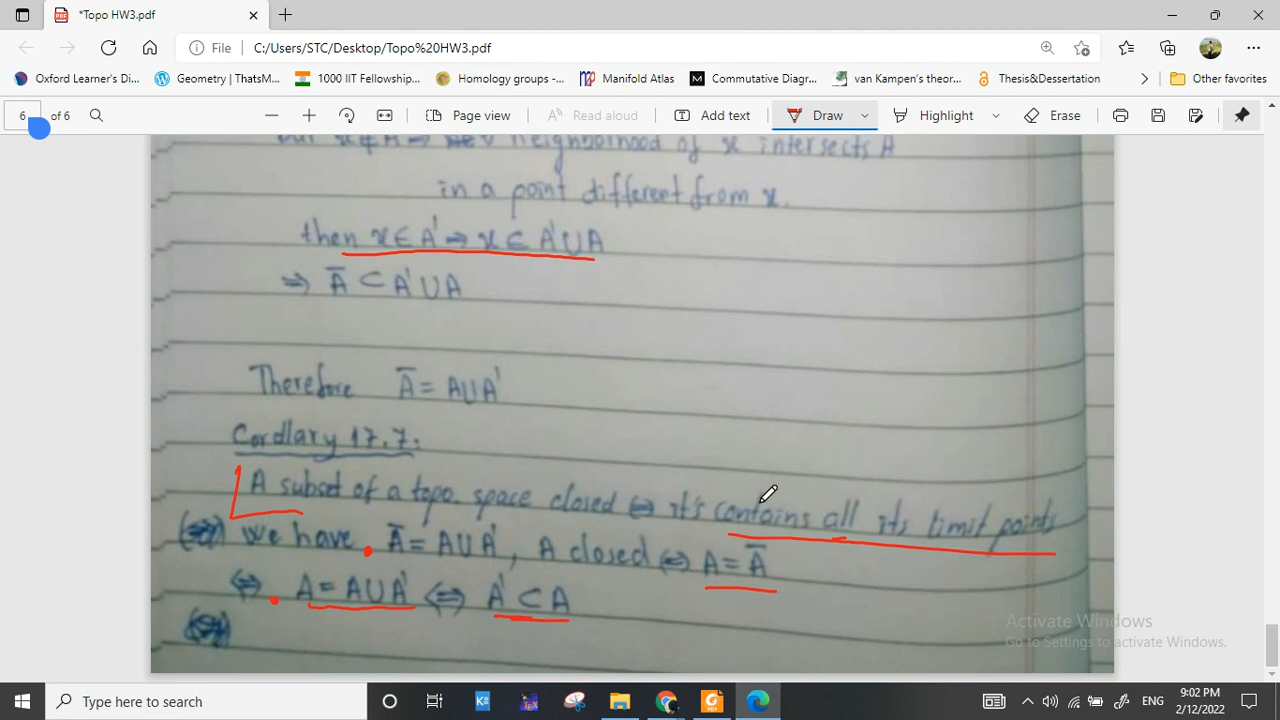 *Topo HW3.pdf
File C:/Users/STC/Desktop/Topo%20HW3.pdf
Oxford Learner's Di... Geometry | ThatsM... 1000 IIT Fellowship... Homology groups -... Manifold Atlas Commutative Diagr... van Kampen's theor... Thesis&Dessertation Other favorites
6 of 6 Page view Read aloud Add text Draw Highlight Erase
but x ∉ A ⇒ neighborhood of x intersects A
in a point different from x.
then x ∈ A' ⇒ x ∈ A' ∪ A
⇒ A̅ ⊂ A' ∪ A
Therefore A̅ = A ∪ A'
Corollary 17.7:
A subset of a topo. space closed ⇔ it's contains all its limit points
We have A̅ = A ∪ A', A closed ⇔ A = A̅
⇔ A = A ∪ A' ⇔ A' ⊂ A
Activate Windows
Go to Settings to activate Windows.
Type here to search
ENG
9:02 PM
2/12/2022